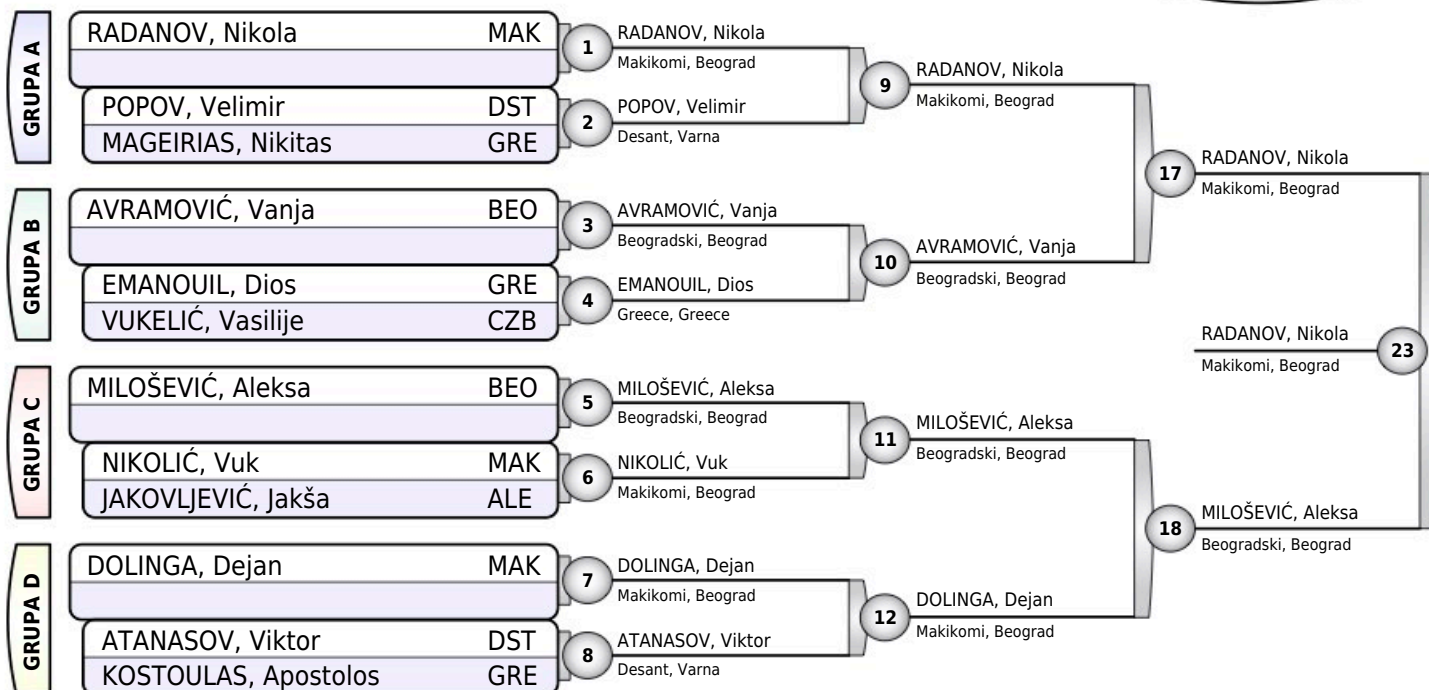 GRUPA A
RADANOV, Nikola MAK
POPOV, Velimir DST
MAGEIRIAS, Nikitas GRE
1
RADANOV, Nikola
Makikomi, Beograd
2
POPOV, Velimir
Desant, Varna
9
RADANOV, Nikola
Makikomi, Beograd
GRUPA B
AVRAMOVIĆ, Vanja BEO
EMANOUIL, Dios GRE
VUKELIĆ, Vasilije CZB
3
AVRAMOVIĆ, Vanja
Beogradski, Beograd
4
EMANOUIL, Dios
Greece, Greece
10
AVRAMOVIĆ, Vanja
Beogradski, Beograd
17
RADANOV, Nikola
Makikomi, Beograd
RADANOV, Nikola
Makikomi, Beograd
23
GRUPA C
MILOŠEVIĆ, Aleksa BEO
NIKOLIĆ, Vuk MAK
JAKOVLJEVIĆ, Jakša ALE
5
MILOŠEVIĆ, Aleksa
Beogradski, Beograd
6
NIKOLIĆ, Vuk
Makikomi, Beograd
11
MILOŠEVIĆ, Aleksa
Beogradski, Beograd
GRUPA D
DOLINGA, Dejan MAK
ATANASOV, Viktor DST
KOSTOULAS, Apostolos GRE
7
DOLINGA, Dejan
Makikomi, Beograd
8
ATANASOV, Viktor
Desant, Varna
12
DOLINGA, Dejan
Makikomi, Beograd
18
MILOŠEVIĆ, Aleksa
Beogradski, Beograd